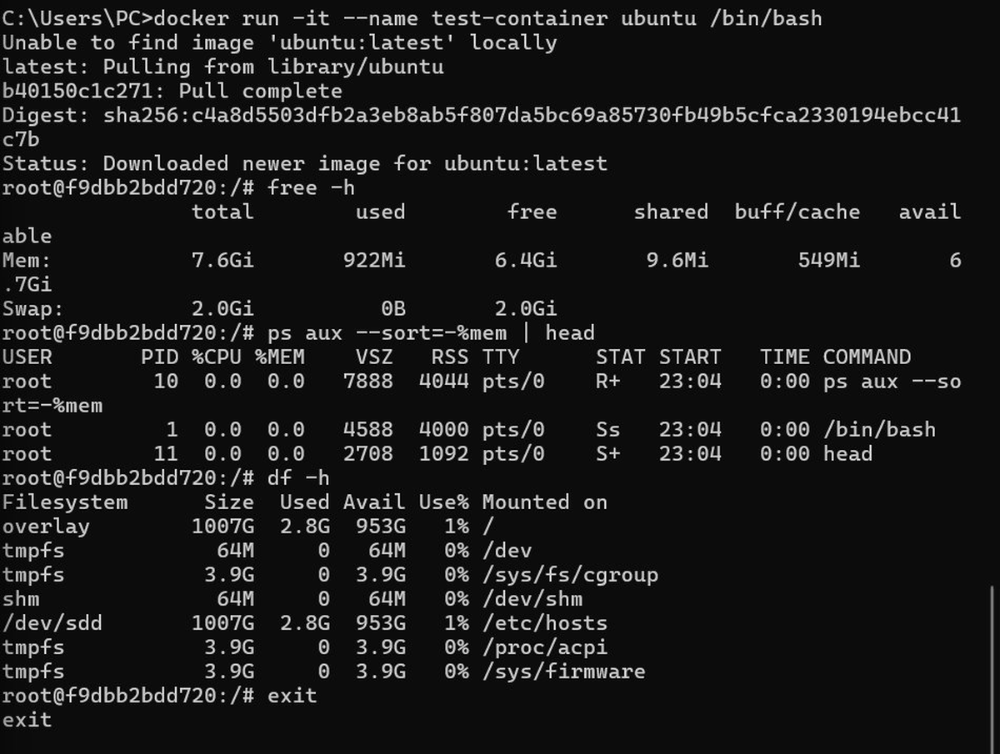 C:\Users\PC>docker run -it --name test-container ubuntu /bin/bash
Unable to find image 'ubuntu:latest' locally
latest: Pulling from library/ubuntu
b40150c1c271: Pull complete
Digest: sha256:c4a8d5503dfb2a3eb8ab5f807da5bc69a85730fb49b5cfca2330194ebcc41
c7b
Status: Downloaded newer image for ubuntu:latest
root@f9dbb2bdd720:/# free -h
               total        used        free      shared  buff/cache   avail
able
Mem:           7.6Gi       922Mi       6.4Gi       9.6Mi       549Mi       6
.7Gi
Swap:          2.0Gi          0B       2.0Gi
root@f9dbb2bdd720:/# ps aux --sort=-%mem | head
USER       PID %CPU %MEM    VSZ   RSS TTY      STAT START   TIME COMMAND
root        10  0.0  0.0   7888  4044 pts/0    R+   23:04   0:00 ps aux --so
rt=-%mem
root         1  0.0  0.0   4588  4000 pts/0    Ss   23:04   0:00 /bin/bash
root        11  0.0  0.0   2708  1092 pts/0    S+   23:04   0:00 head
root@f9dbb2bdd720:/# df -h
Filesystem      Size  Used Avail Use% Mounted on
overlay        1007G  2.8G  953G   1% /
tmpfs            64M     0   64M   0% /dev
tmpfs           3.9G     0  3.9G   0% /sys/fs/cgroup
shm              64M     0   64M   0% /dev/shm
/dev/sdd       1007G  2.8G  953G   1% /etc/hosts
tmpfs           3.9G     0  3.9G   0% /proc/acpi
tmpfs           3.9G     0  3.9G   0% /sys/firmware
root@f9dbb2bdd720:/# exit
exit